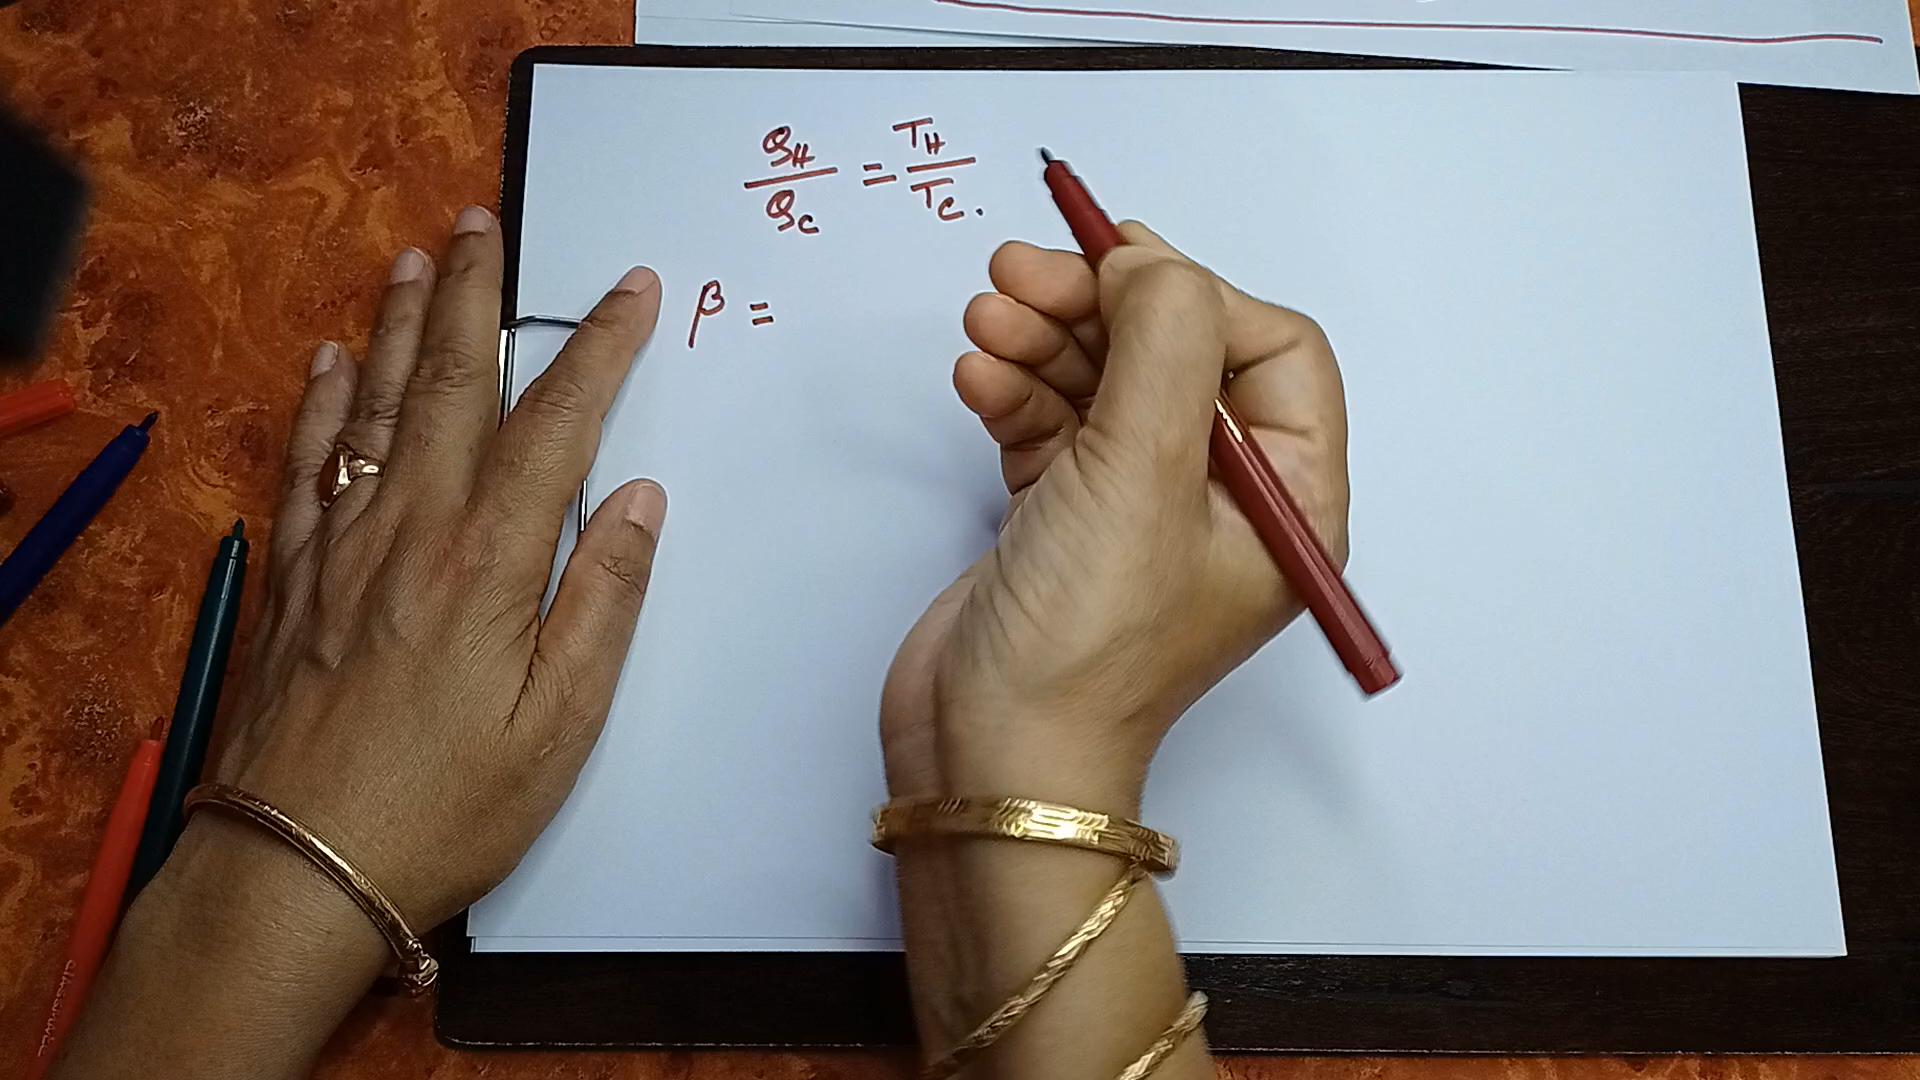 Q_H / Q_C = T_H / T_C.
β =